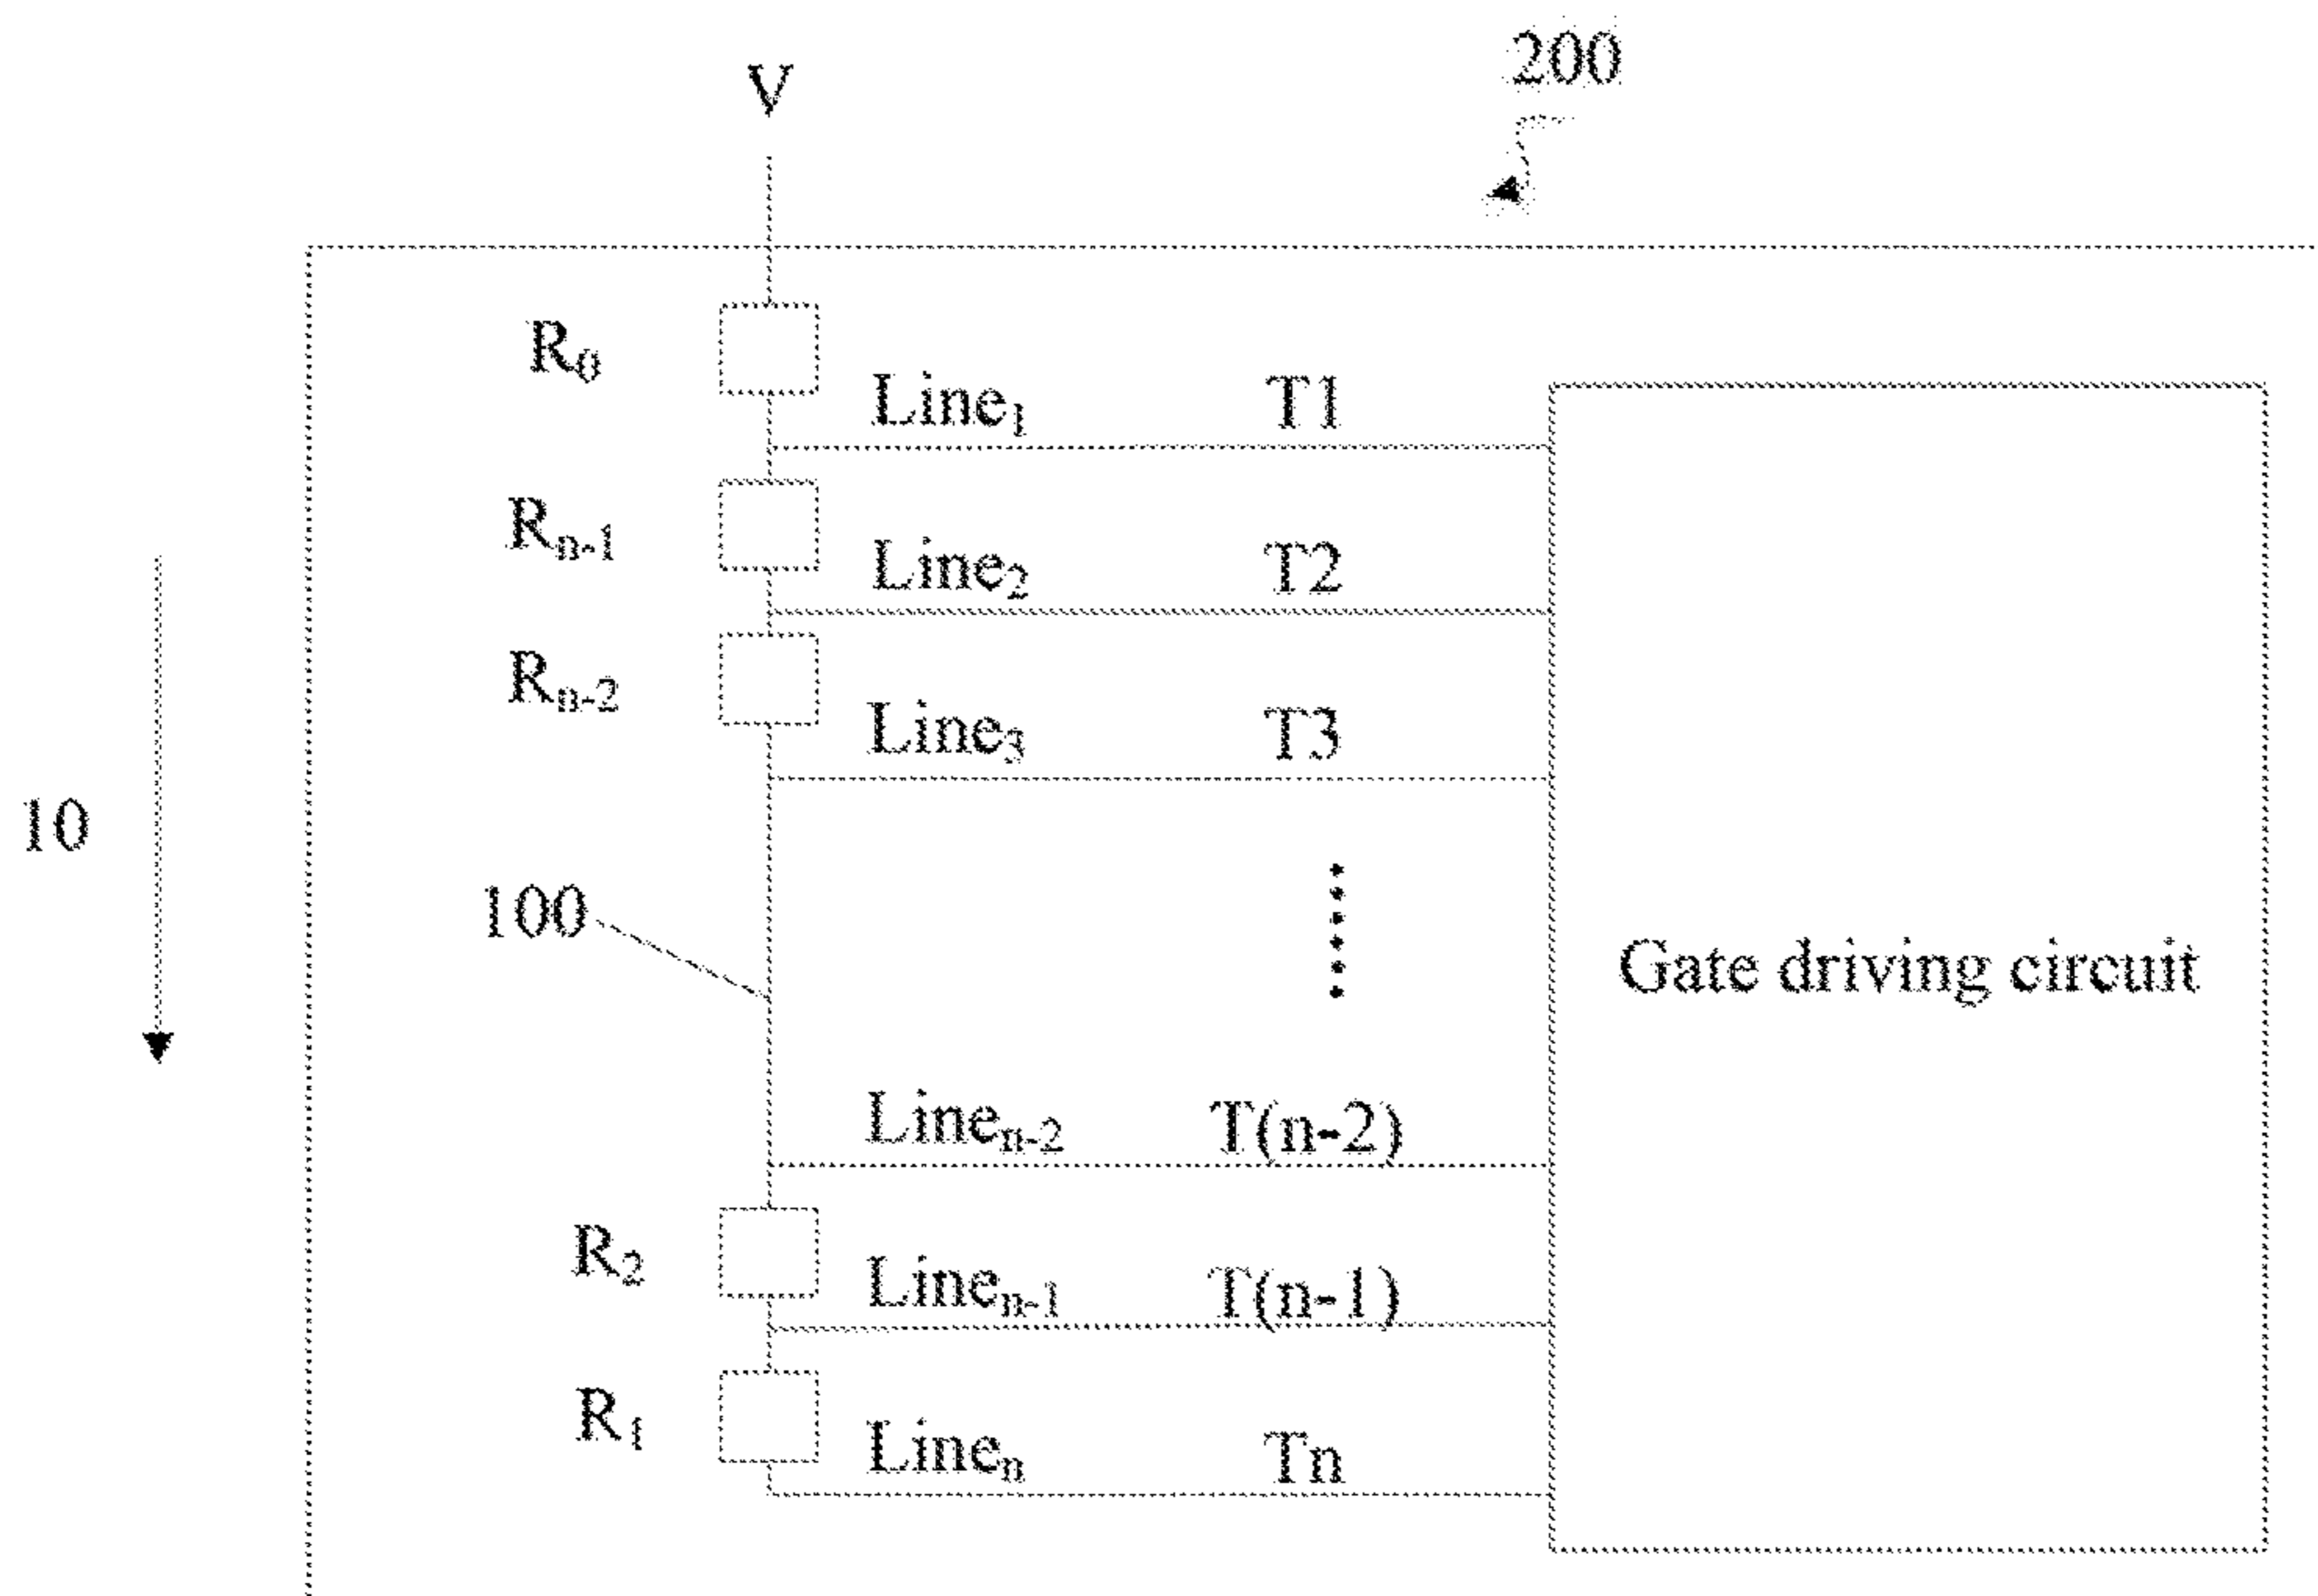 V
200
R₀
Line₁ T1
Rₙ₋₁
Line₂ T2
Rₙ₋₂
Line₃ T3
10
100
Gate driving circuit
Lineₙ₋₂ T(n-2)
R₂
Lineₙ₋₁ T(n-1)
R₁
Lineₙ Tn